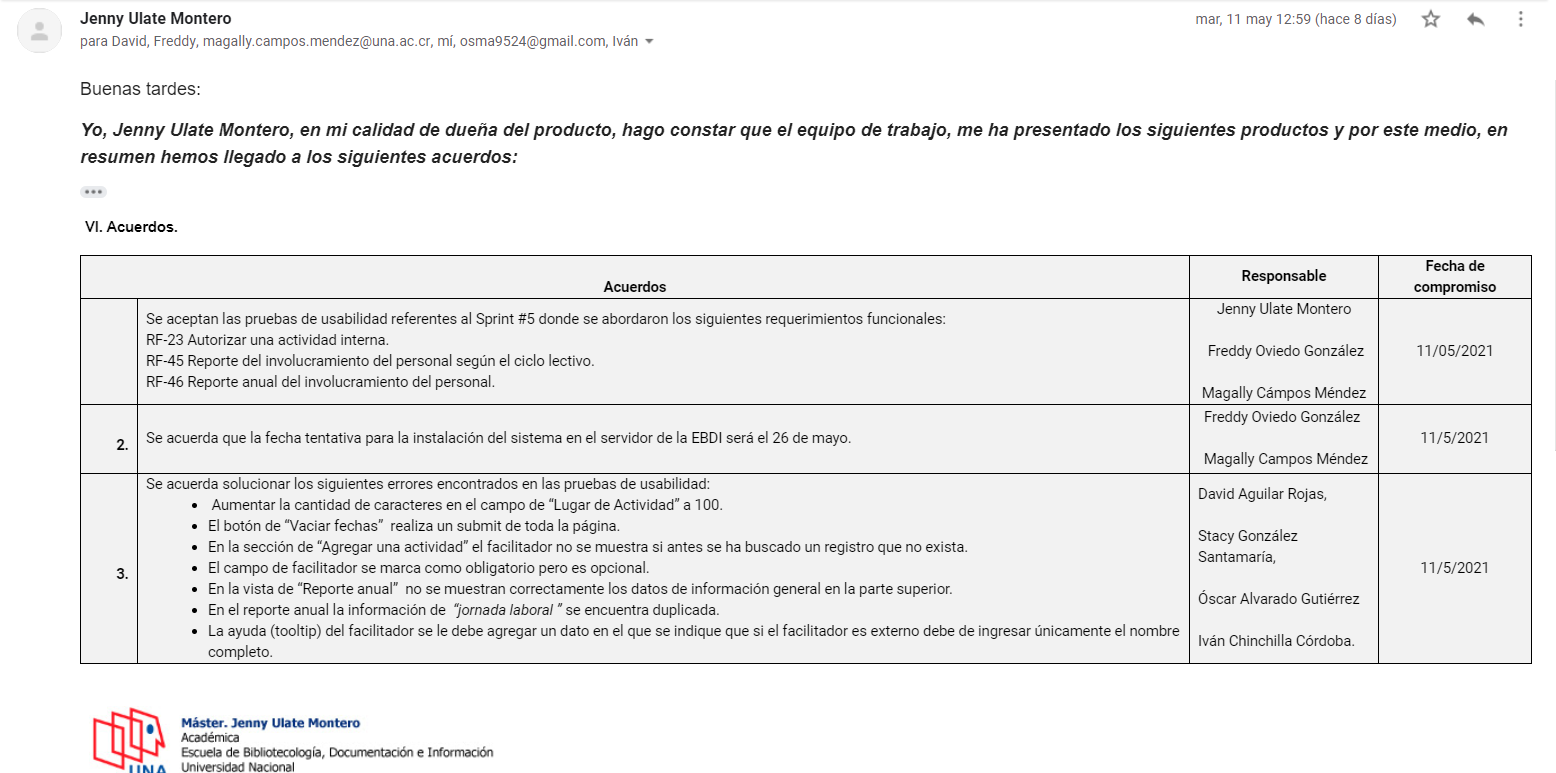 Jenny Ulate Montero
mar, 11 may 12:59 (hace 8 días)
para David, Freddy, magally.campos.mendez@una.ac.cr, mí, osma9524@gmail.com, Iván
Buenas tardes:
Yo, Jenny Ulate Montero, en mi calidad de dueña del producto, hago constar que el equipo de trabajo, me ha presentado los siguientes productos y por este medio, en
resumen hemos llegado a los siguientes acuerdos:
VI. Acuerdos.
Acuerdos
Responsable
Fecha de
compromiso
Se aceptan las pruebas de usabilidad referentes al Sprint #5 donde se abordaron los siguientes requerimientos funcionales:
RF-23 Autorizar una actividad interna.
RF-45 Reporte del involucramiento del personal según el ciclo lectivo.
RF-46 Reporte anual del involucramiento del personal.
Jenny Ulate Montero
Freddy Oviedo González
Magally Cámpos Méndez
11/05/2021
2.
Se acuerda que la fecha tentativa para la instalación del sistema en el servidor de la EBDI será el 26 de mayo.
Freddy Oviedo González
Magally Campos Méndez
11/5/2021
3.
Se acuerda solucionar los siguientes errores encontrados en las pruebas de usabilidad:
• Aumentar la cantidad de caracteres en el campo de “Lugar de Actividad” a 100.
• El botón de “Vaciar fechas” realiza un submit de toda la página.
• En la sección de “Agregar una actividad” el facilitador no se muestra si antes se ha buscado un registro que no exista.
• El campo de facilitador se marca como obligatorio pero es opcional.
• En la vista de “Reporte anual” no se muestran correctamente los datos de información general en la parte superior.
• En el reporte anual la información de “jornada laboral ” se encuentra duplicada.
• La ayuda (tooltip) del facilitador se le debe agregar un dato en el que se indique que si el facilitador es externo debe de ingresar únicamente el nombre
completo.
David Aguilar Rojas,
Stacy González
Santamaría,
Óscar Alvarado Gutiérrez
Iván Chinchilla Córdoba.
11/5/2021
UNA
Máster. Jenny Ulate Montero
Académica
Escuela de Bibliotecología, Documentación e Información
Universidad Nacional